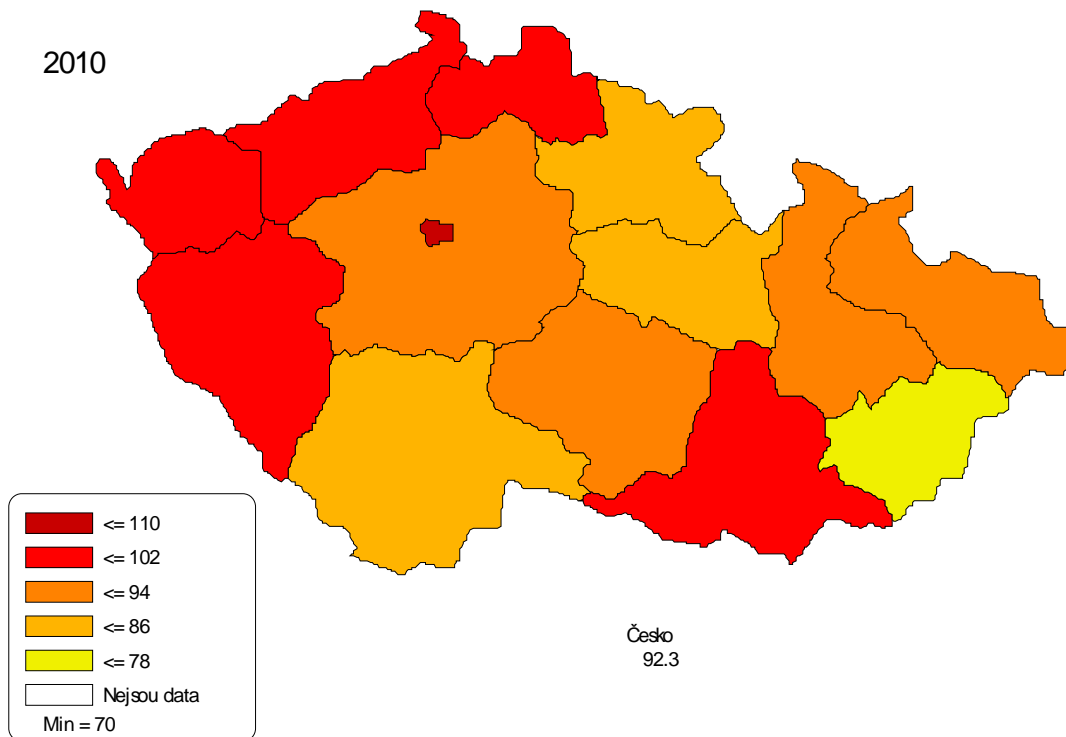 2010
<= 110
<= 102
<= 94
<= 86
<= 78
Nejsou data
Min = 70
Česko
92.3